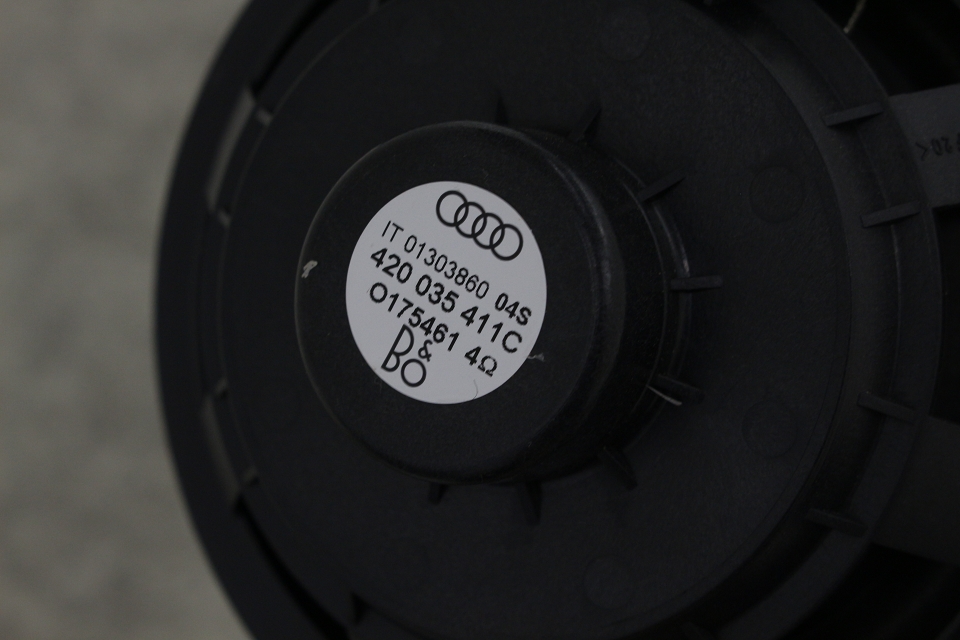 IT 01303860 04S
420 035 411C
O175461 4Ω
B&O